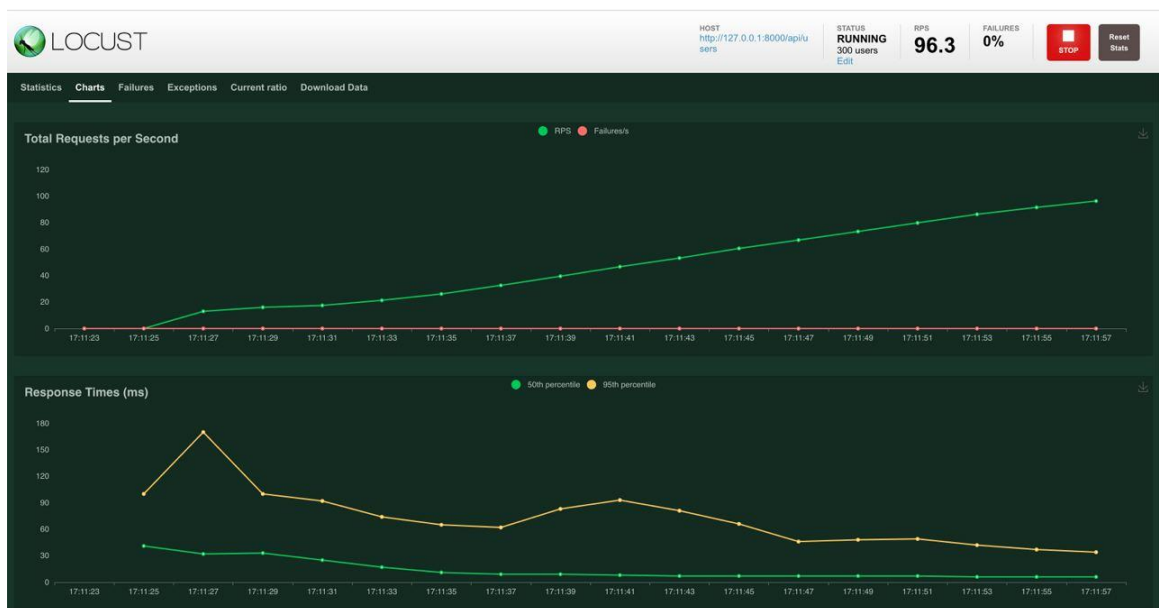 LOCUST
HOST
http://127.0.0.1:8000/api/u
sers
STATUS
RUNNING
300 users
Edit
RPS
96.3
FAILURES
0%
STOP
Reset
Stats
Statistics Charts Failures Exceptions Current ratio Download Data
Total Requests per Second
RPS Failures/s
120
100
80
60
40
20
0
17:11:23 17:11:25 17:11:27 17:11:29 17:11:31 17:11:33 17:11:35 17:11:37 17:11:39 17:11:41 17:11:43 17:11:45 17:11:47 17:11:49 17:11:51 17:11:53 17:11:55 17:11:57
Response Times (ms)
50th percentile 95th percentile
180
150
120
90
60
30
0
17:11:23 17:11:25 17:11:27 17:11:29 17:11:31 17:11:33 17:11:35 17:11:37 17:11:39 17:11:41 17:11:43 17:11:45 17:11:47 17:11:49 17:11:51 17:11:53 17:11:55 17:11:57